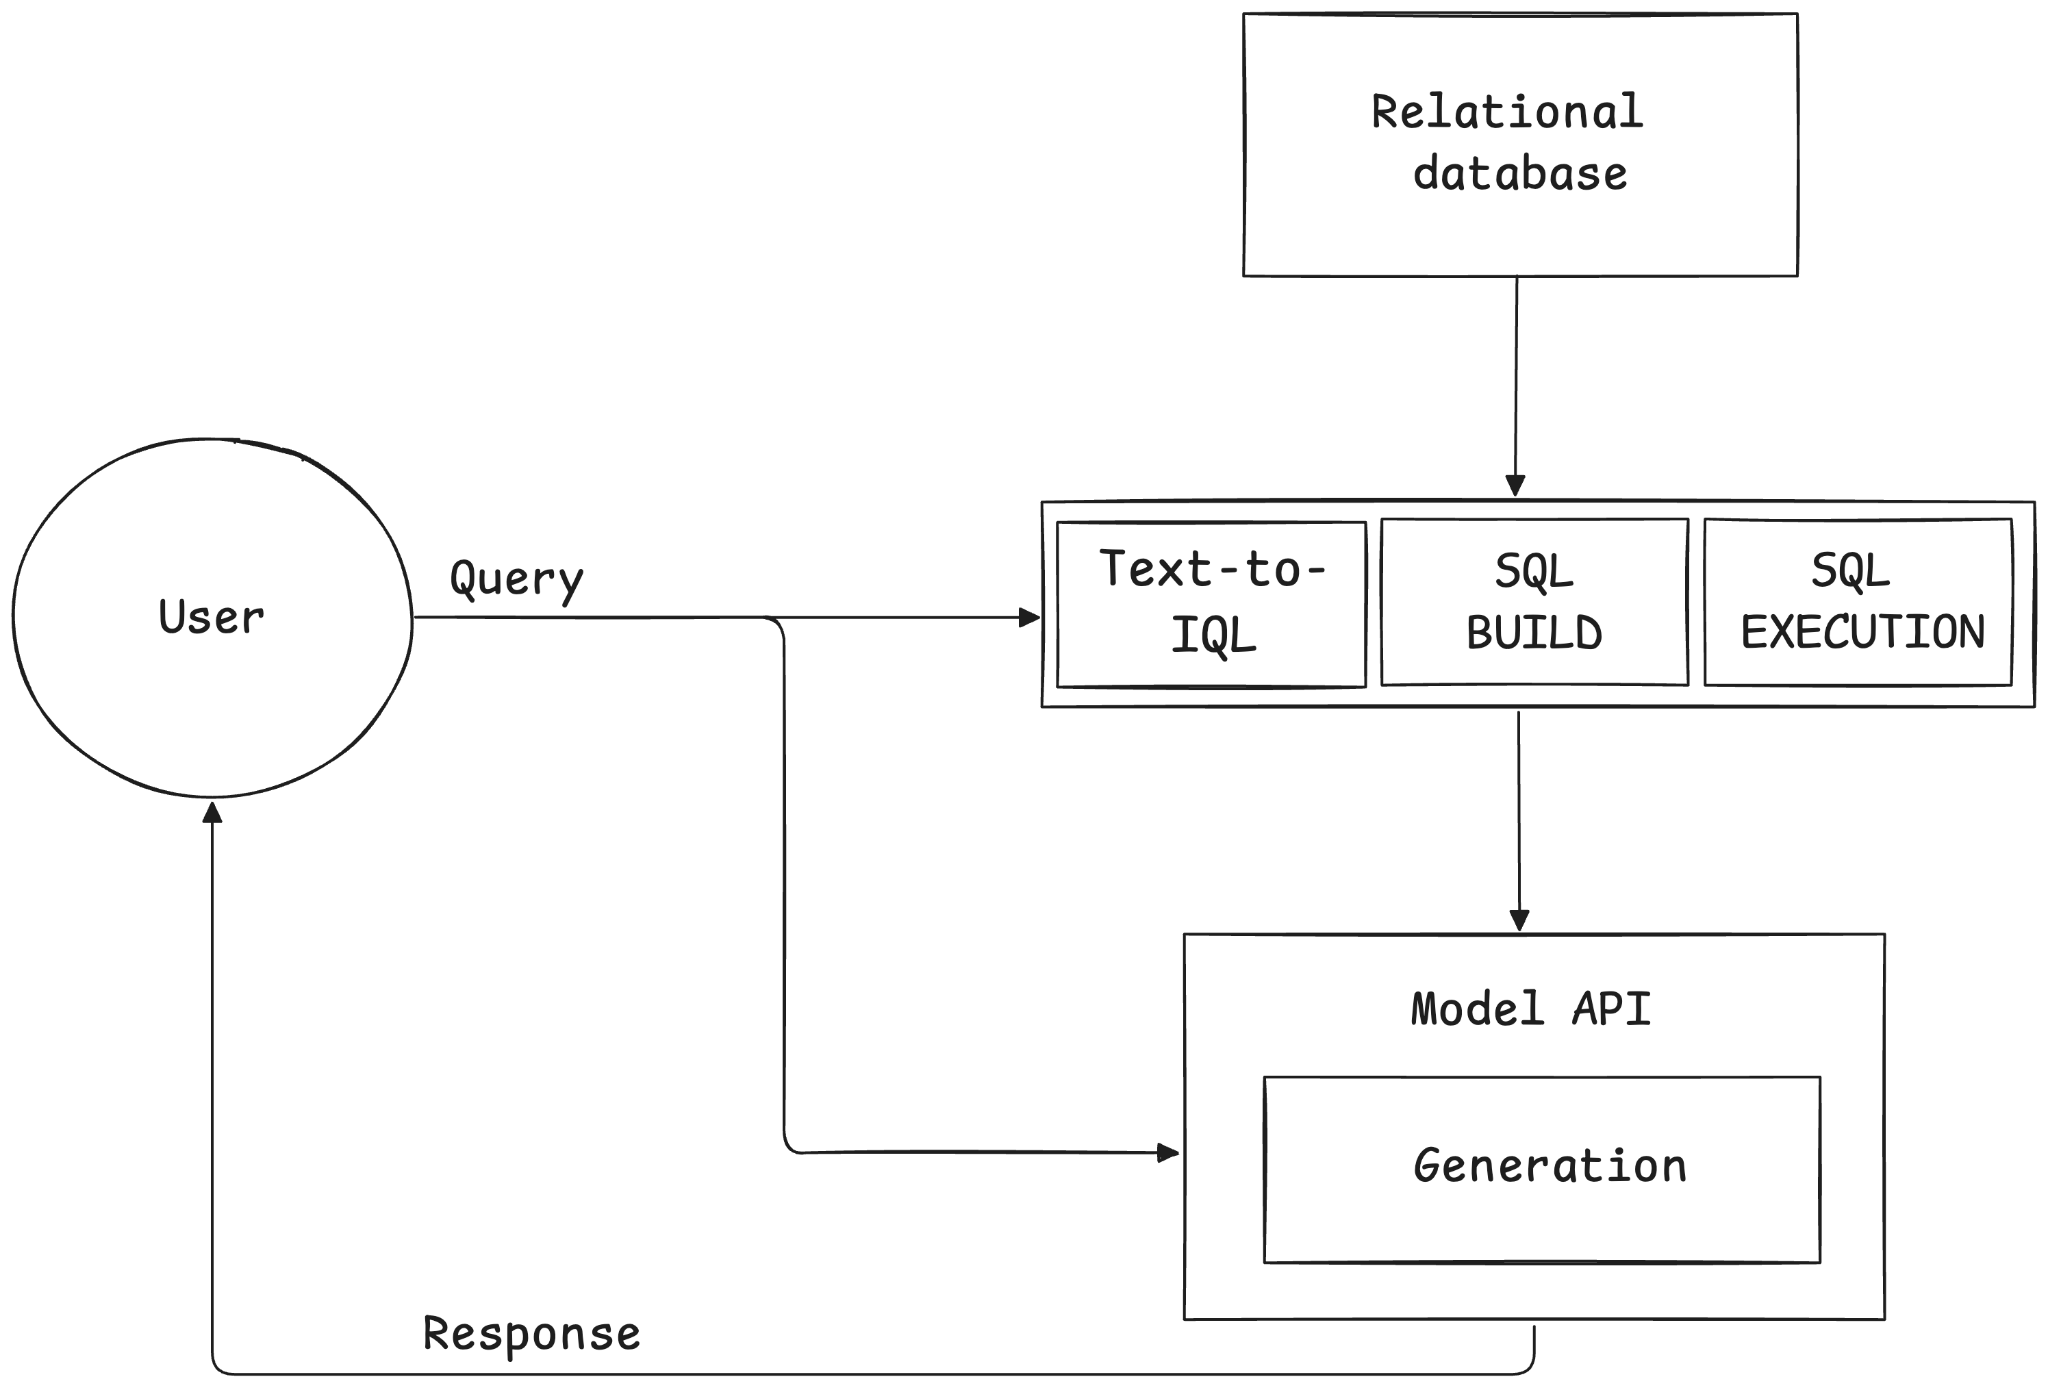 Relational
database
User
Query
Text-to-
IQL
SQL
BUILD
SQL
EXECUTION
Model API
Generation
Response